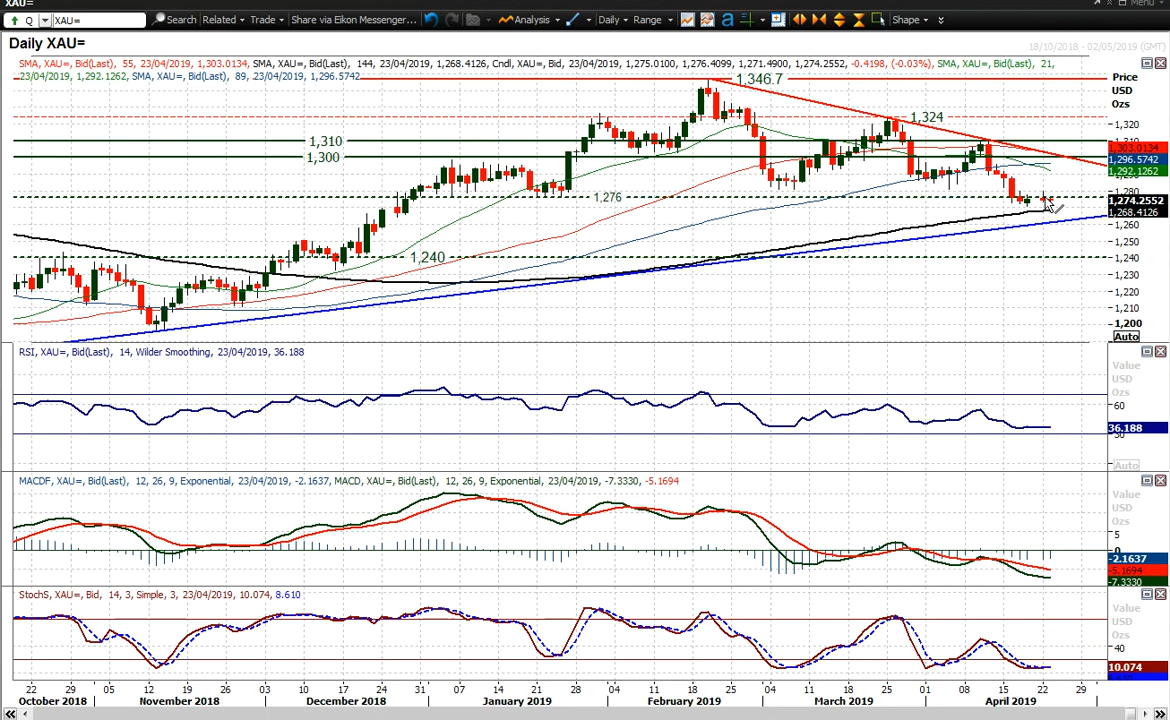 XAU=
Menu
Q XAU= Search Related Trade Share via Eikon Messenger... Analysis Daily Range a Shape
Daily XAU=
18/10/2018 - 02/05/2019 (GMT)
SMA, XAU=, Bid(Last), 55, 23/04/2019, 1,303.0134, SMA, XAU=, Bid(Last), 144, 23/04/2019, 1,268.4126, Cndl, XAU=, Bid, 23/04/2019, 1,275.0100, 1,276.4099, 1,271.4900, 1,274.2552, -0.4198, (-0.03%), SMA, XAU=, Bid(Last), 21,
23/04/2019, 1,292.1262, SMA, XAU=, Bid(Last), 89, 23/04/2019, 1,296.5742
Price
USD
Ozs
1,346.7
1,324
1,310
1,300
1,276
1,240
1,320
1,310
1,303.0134
1,296.5742
1,292.1262
1,280
1,274.2552
1,268.4126
1,260
1,250
1,240
1,230
1,220
1,210
1,200
Auto
RSI, XAU=, Bid(Last), 14, Wilder Smoothing, 23/04/2019, 36.188
Value
USD
Ozs
60
36.188
30
Auto
MACDF, XAU=, Bid(Last), 12, 26, 9, Exponential, 23/04/2019, -2.1637, MACD, XAU=, Bid(Last), 12, 26, 9, Exponential, 23/04/2019, -7.3330, -5.1694
Value
USD
Ozs
5
0
-2.1637
-5.1694
-7.3330
StochS, XAU=, Bid, 14, 3, Simple, 3, 23/04/2019, 10.074, 8.610
Value
USD
Ozs
40
10.074
22 29 05 12 19 26 03 10 17 24 31 07 14 21 28 04 11 18 25 04 11 18 25 01 08 15 22 29
October 2018 November 2018 December 2018 January 2019 February 2019 March 2019 April 2019